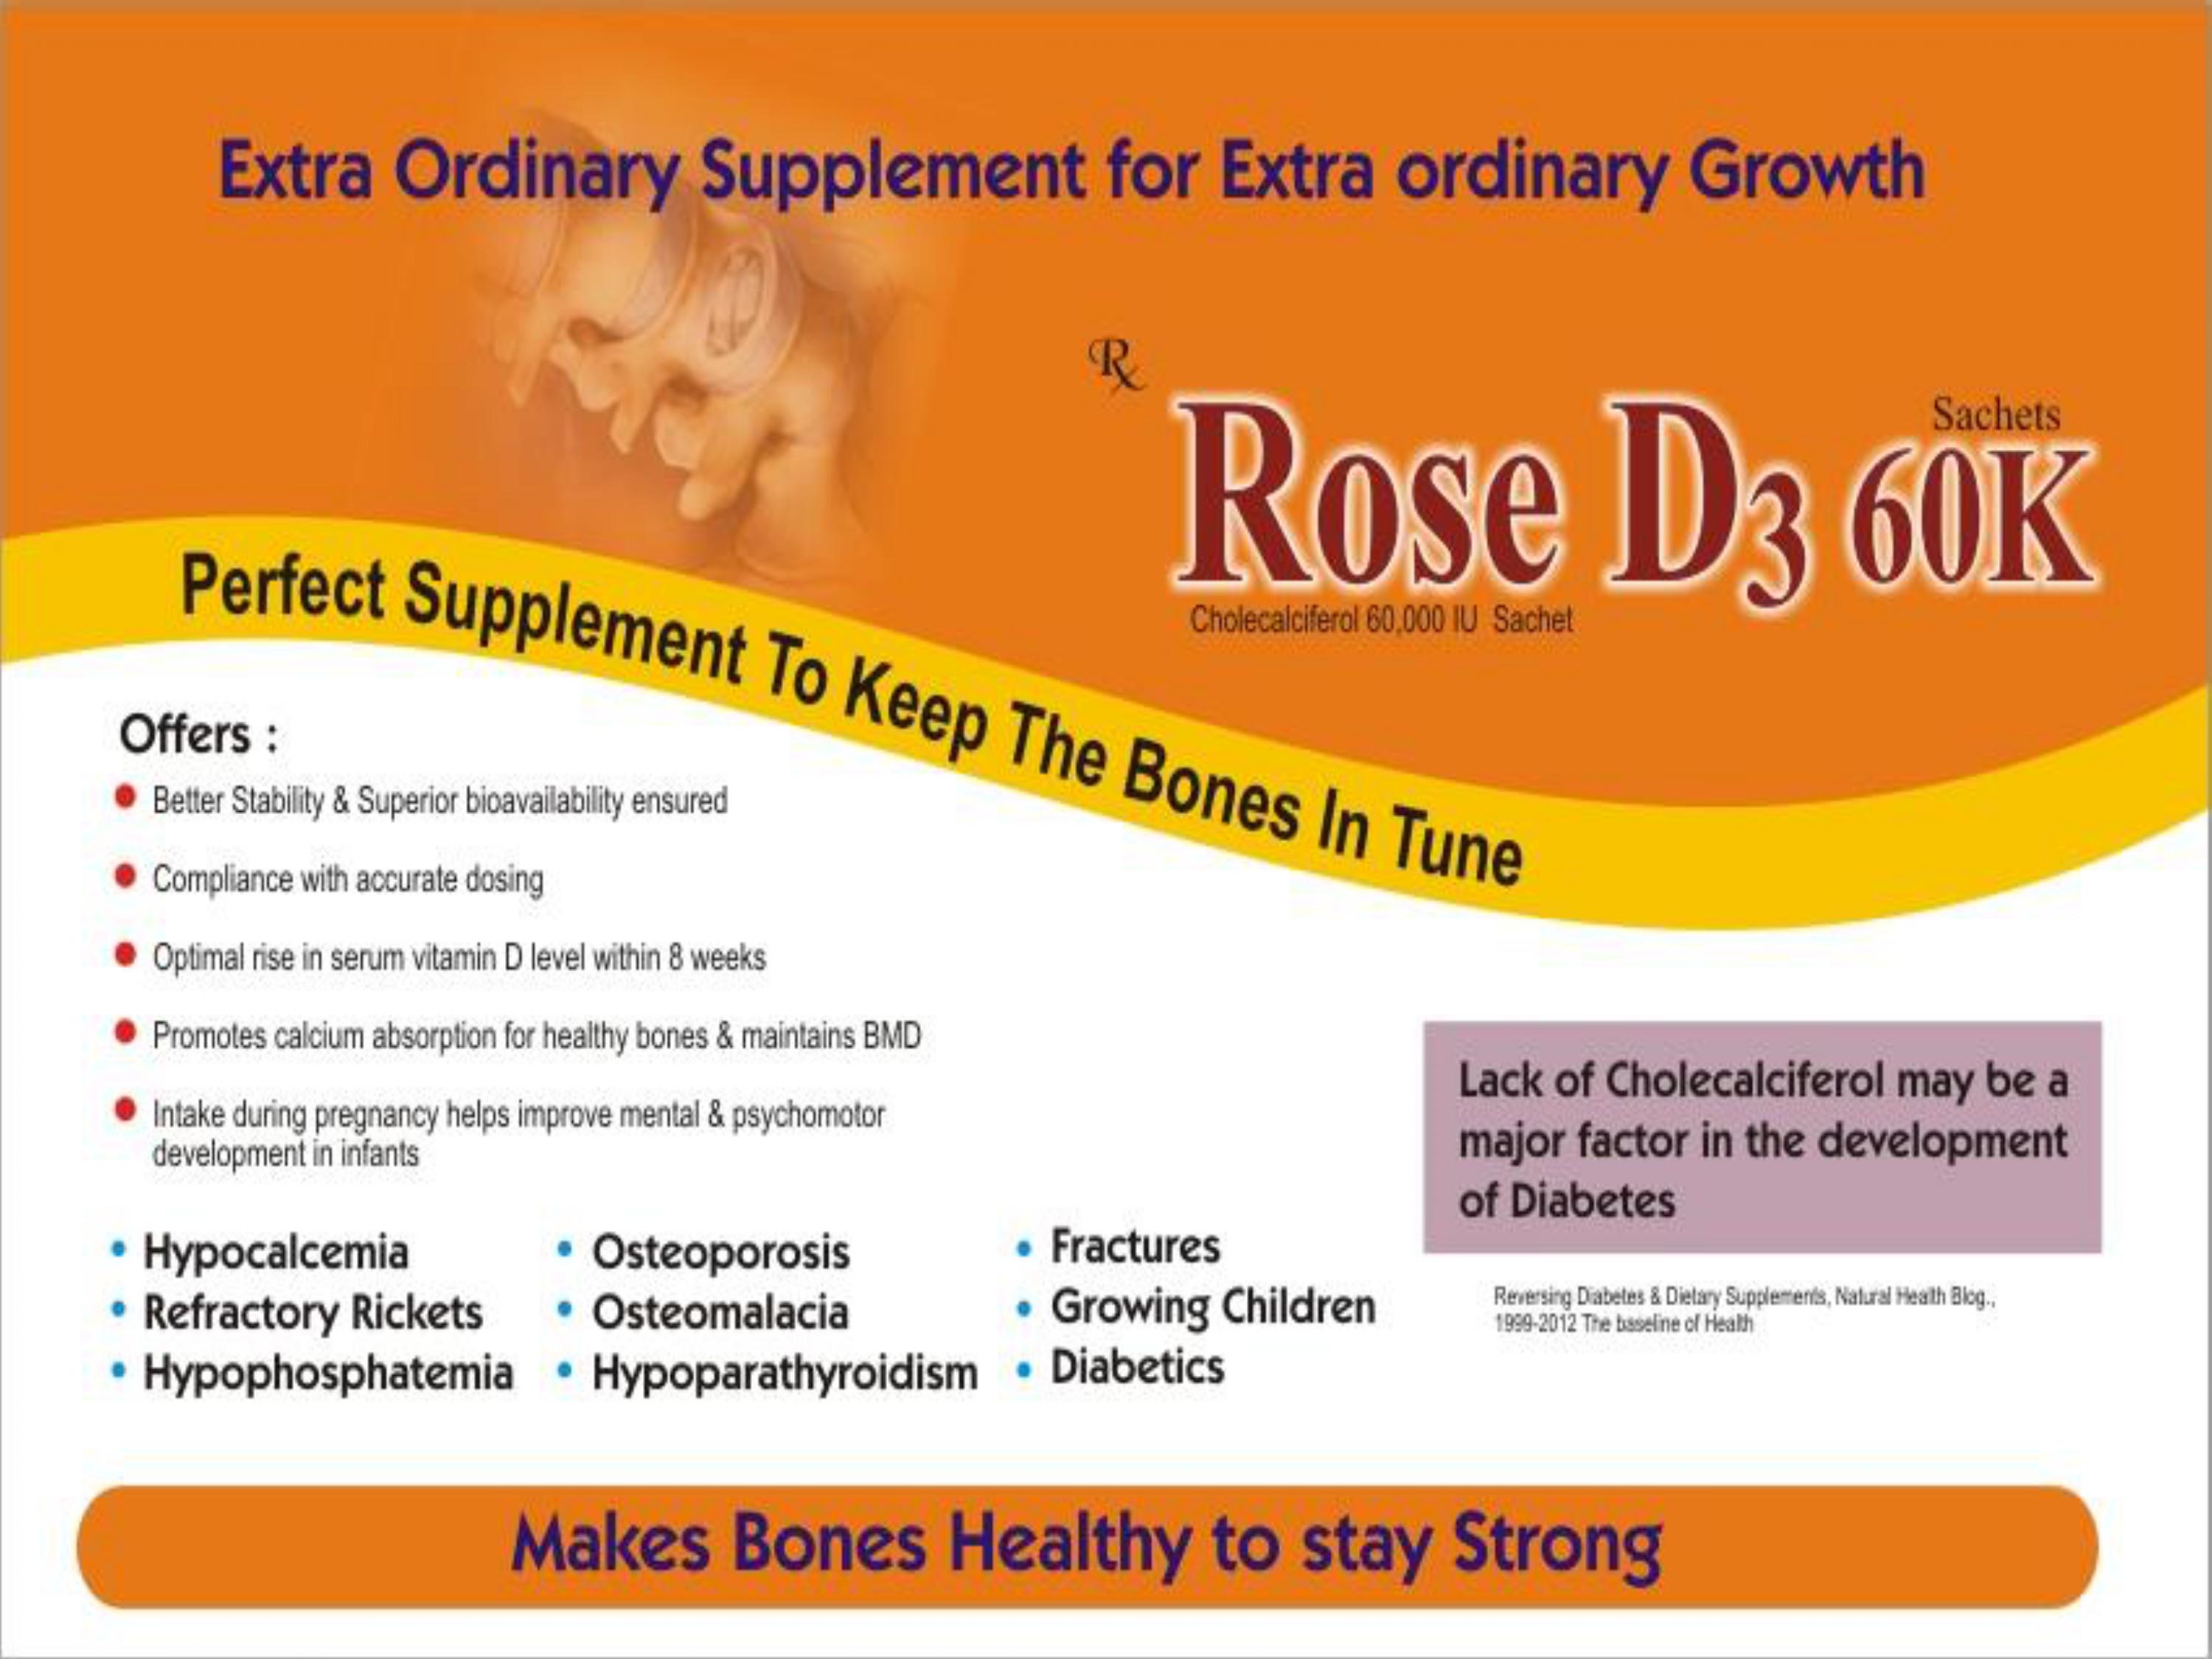 Extra Ordinary Supplement for Extra ordinary Growth
Rx
Sachets
Rose D3 60K
Cholecalciferol 60,000 IU Sachet
Perfect Supplement To Keep The Bones In Tune
Offers :
Better Stability & Superior bioavailability ensured
Compliance with accurate dosing
Optimal rise in serum vitamin D level within 8 weeks
Promotes calcium absorption for healthy bones & maintains BMD
Intake during pregnancy helps improve mental & psychomotor
development in infants
• Hypocalcemia
• Refractory Rickets
• Hypophosphatemia
• Osteoporosis
• Osteomalacia
• Hypoparathyroidism
• Fractures
• Growing Children
• Diabetics
Lack of Cholecalciferol may be a
major factor in the development
of Diabetes
Reversing Diabetes & Dietary Supplements, Natural Health Blog.,
1999-2012 The baseline of Health
Makes Bones Healthy to stay Strong